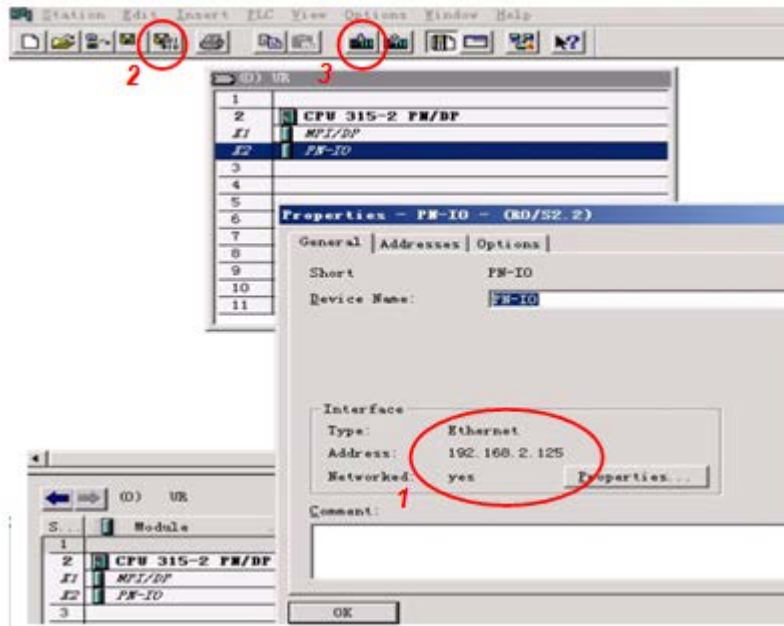 Station Edit Insert PLC View Options Window Help
2
3
(0) UR
1
2 CPU 315-2 PN/DP
X1 MPI/DP
X2 PN-IO
3
4
5
6
7
8
9
10
11
Properties - PN-IO - (R0/S2.2)
General Addresses Options
Short PN-IO
Device Name: PN-IO
Interface
Type: Ethernet
Address: 192.168.2.125
Networked: yes
Properties...
1
Comment:
OK
(0) UR
S... Module
1
2 CPU 315-2 PN/DP
X1 MPI/DP
X2 PN-IO
3